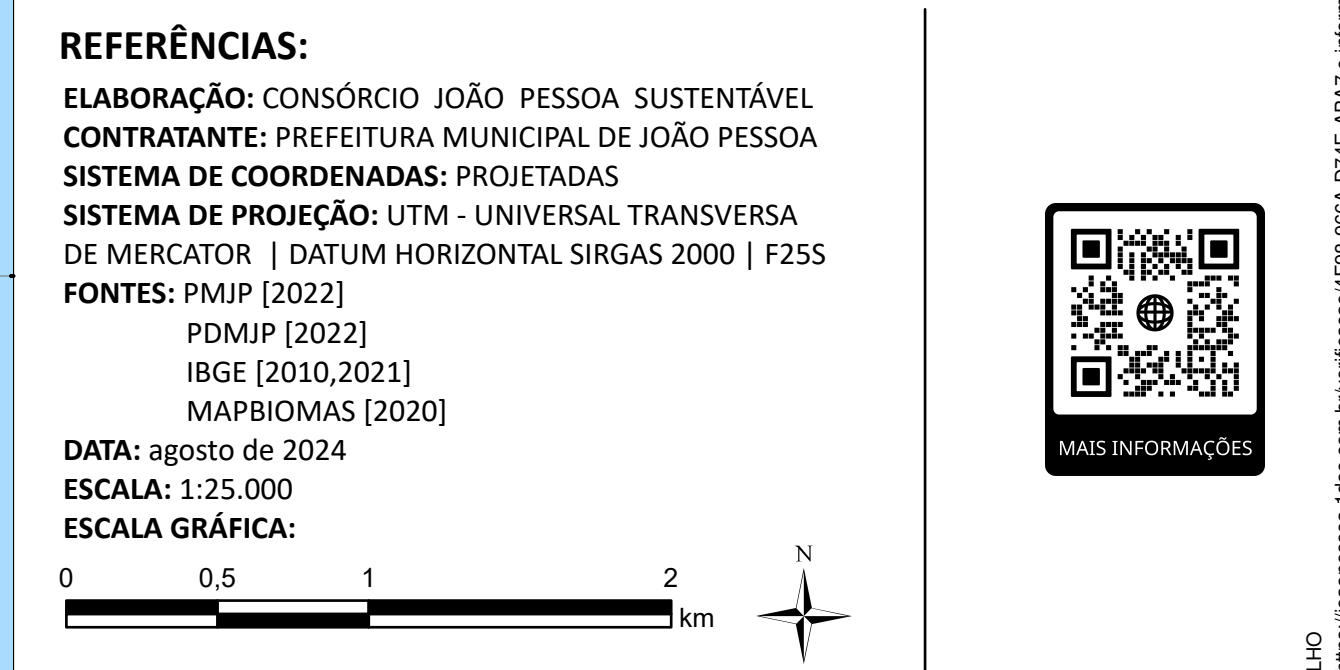 REFERÊNCIAS:
ELABORAÇÃO: CONSÓRCIO JOÃO PESSOA SUSTENTÁVEL
CONTRATANTE: PREFEITURA MUNICIPAL DE JOÃO PESSOA
SISTEMA DE COORDENADAS: PROJETADAS
SISTEMA DE PROJEÇÃO: UTM - UNIVERSAL TRANSVERSA
DE MERCATOR | DATUM HORIZONTAL SIRGAS 2000 | F25S
FONTES: PMJP [2022]
PDMJP [2022]
IBGE [2010,2021]
MAPBIOMAS [2020]
DATA: agosto de 2024
ESCALA: 1:25.000
ESCALA GRÁFICA:
0 0,5 1 2
km
N
MAIS INFORMAÇÕES
LHO